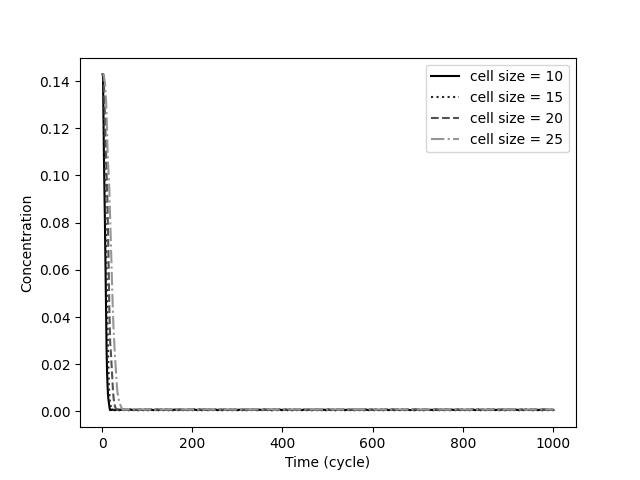 cell size = 10
cell size = 15
cell size = 20
cell size = 25
0.14
0.12
0.10
0.08
0.06
0.04
0.02
0.00
Concentration
0 200 400 600 800 1000
Time (cycle)